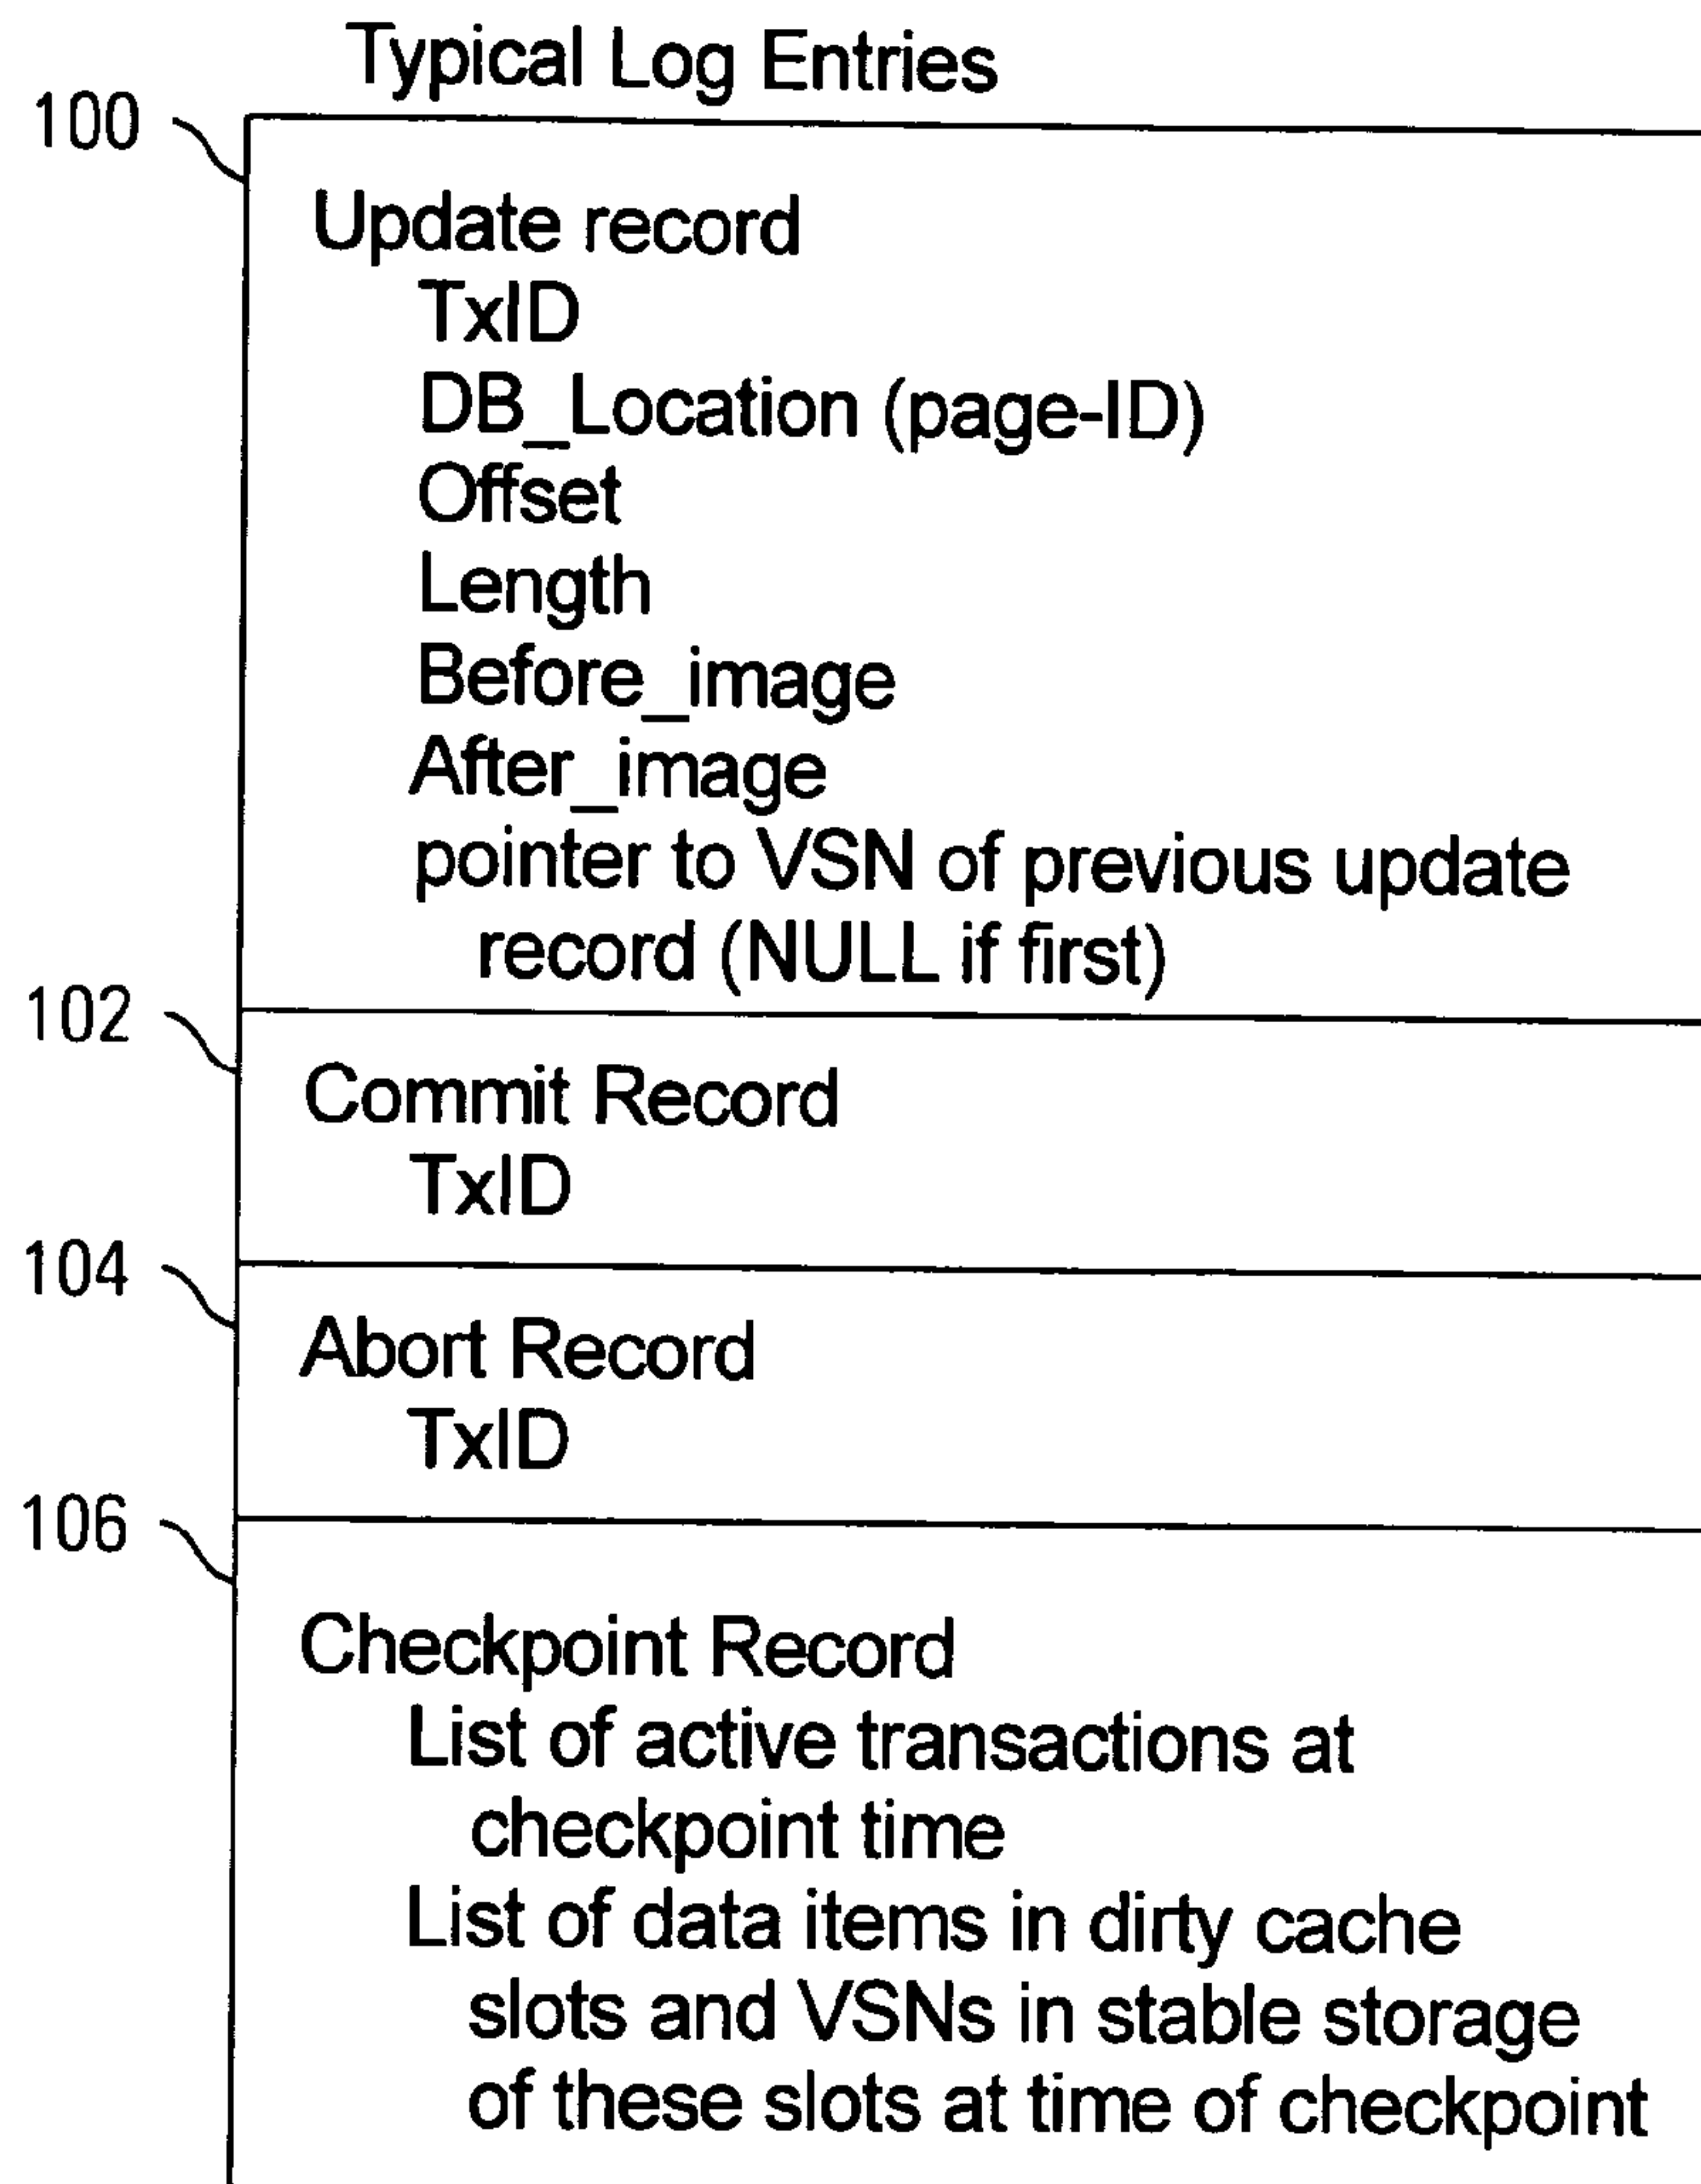 Typical Log Entries
100
Update record
TxID
DB_Location (page-ID)
Offset
Length
Before_image
After_image
pointer to VSN of previous update
record (NULL if first)
102
Commit Record
TxID
104
Abort Record
TxID
106
Checkpoint Record
List of active transactions at
checkpoint time
List of data items in dirty cache
slots and VSNs in stable storage
of these slots at time of checkpoint